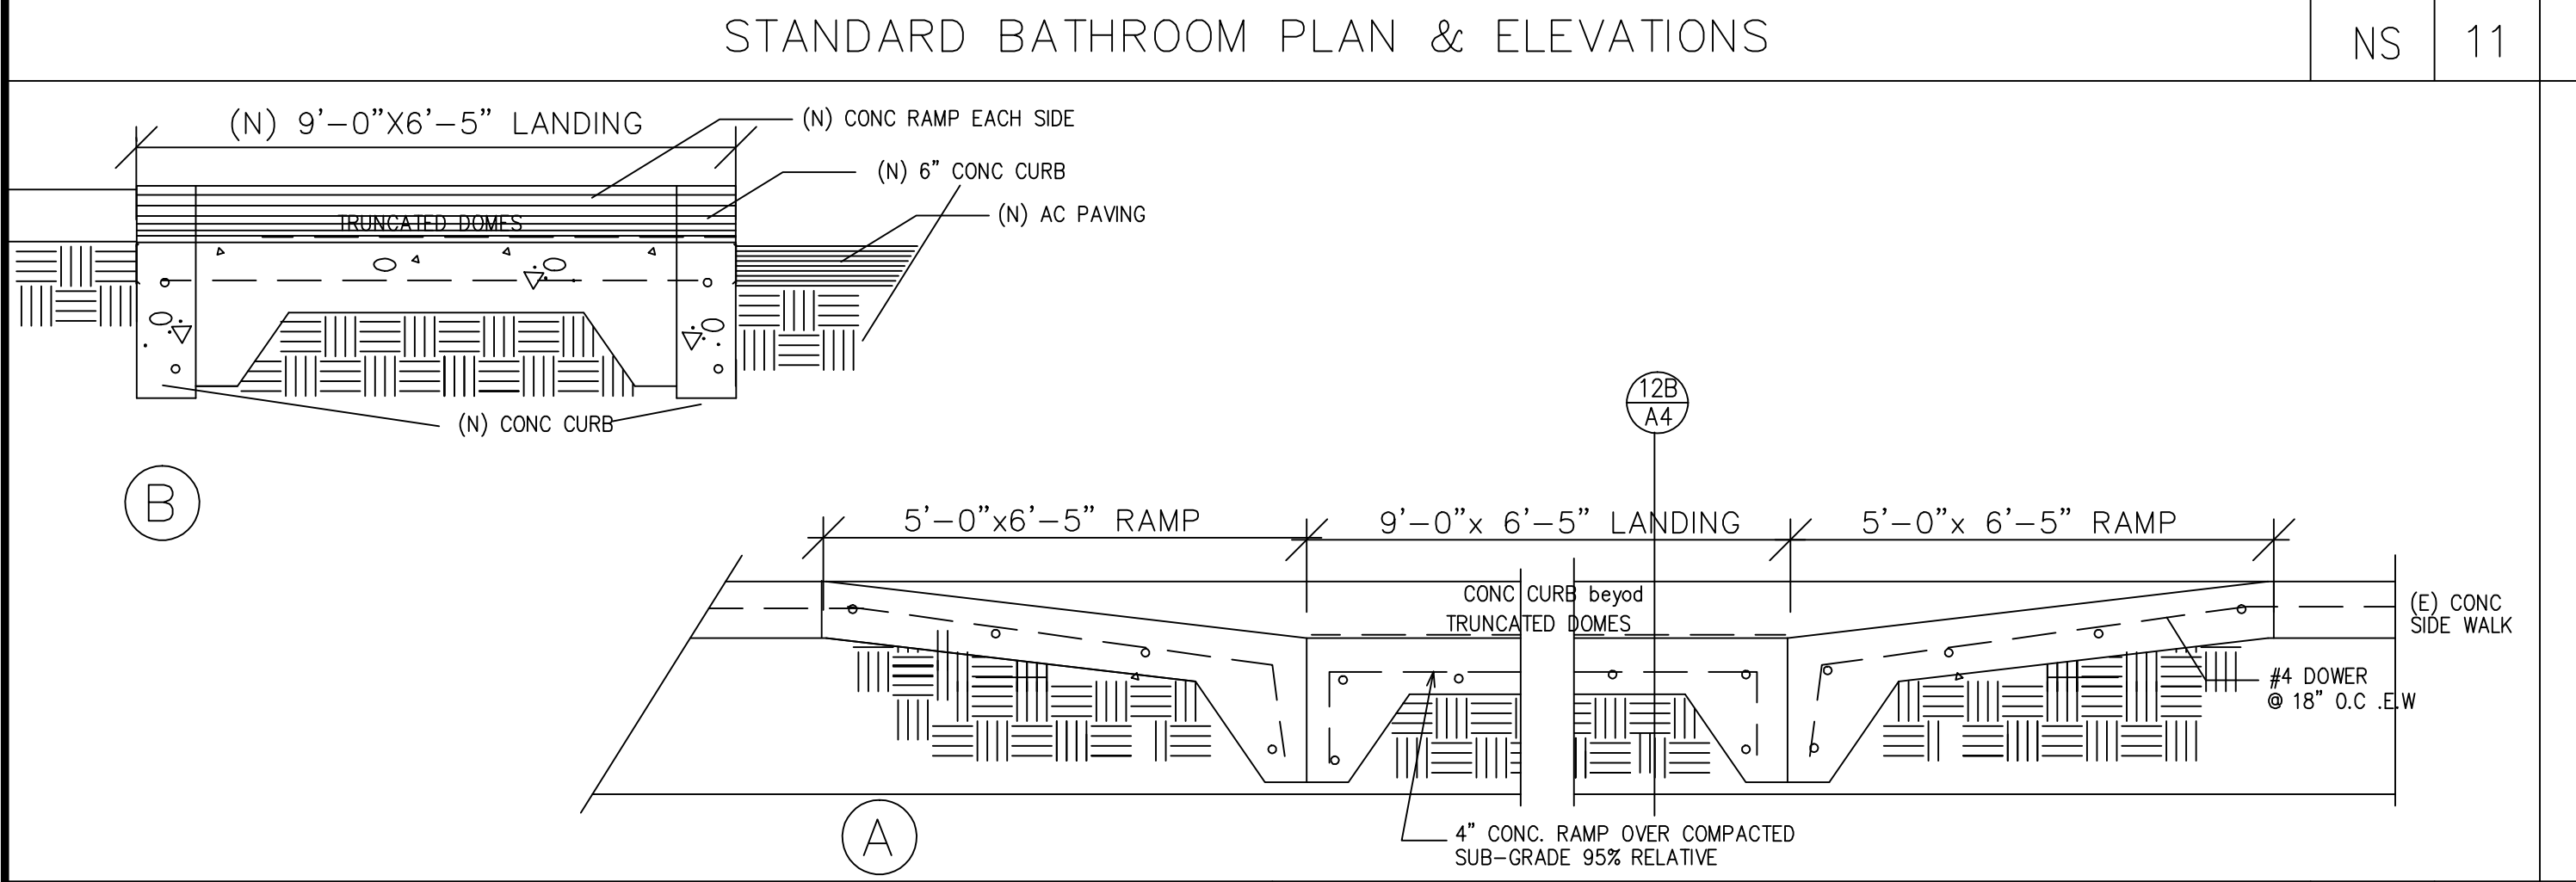 STANDARD BATHROOM PLAN & ELEVATIONS
NS
11
(N) 9'-0"X6'-5" LANDING
(N) CONC RAMP EACH SIDE
(N) 6" CONC CURB
(N) AC PAVING
TRUNCATED DOMES
(N) CONC CURB
B
12B
A4
5'-0"x6'-5" RAMP
9'-0"x 6'-5" LANDING
5'-0"x 6'-5" RAMP
CONC CURB beyod
TRUNCATED DOMES
(E) CONC
SIDE WALK
#4 DOWER
@ 18" O.C .E.W
4" CONC. RAMP OVER COMPACTED
SUB-GRADE 95% RELATIVE
A